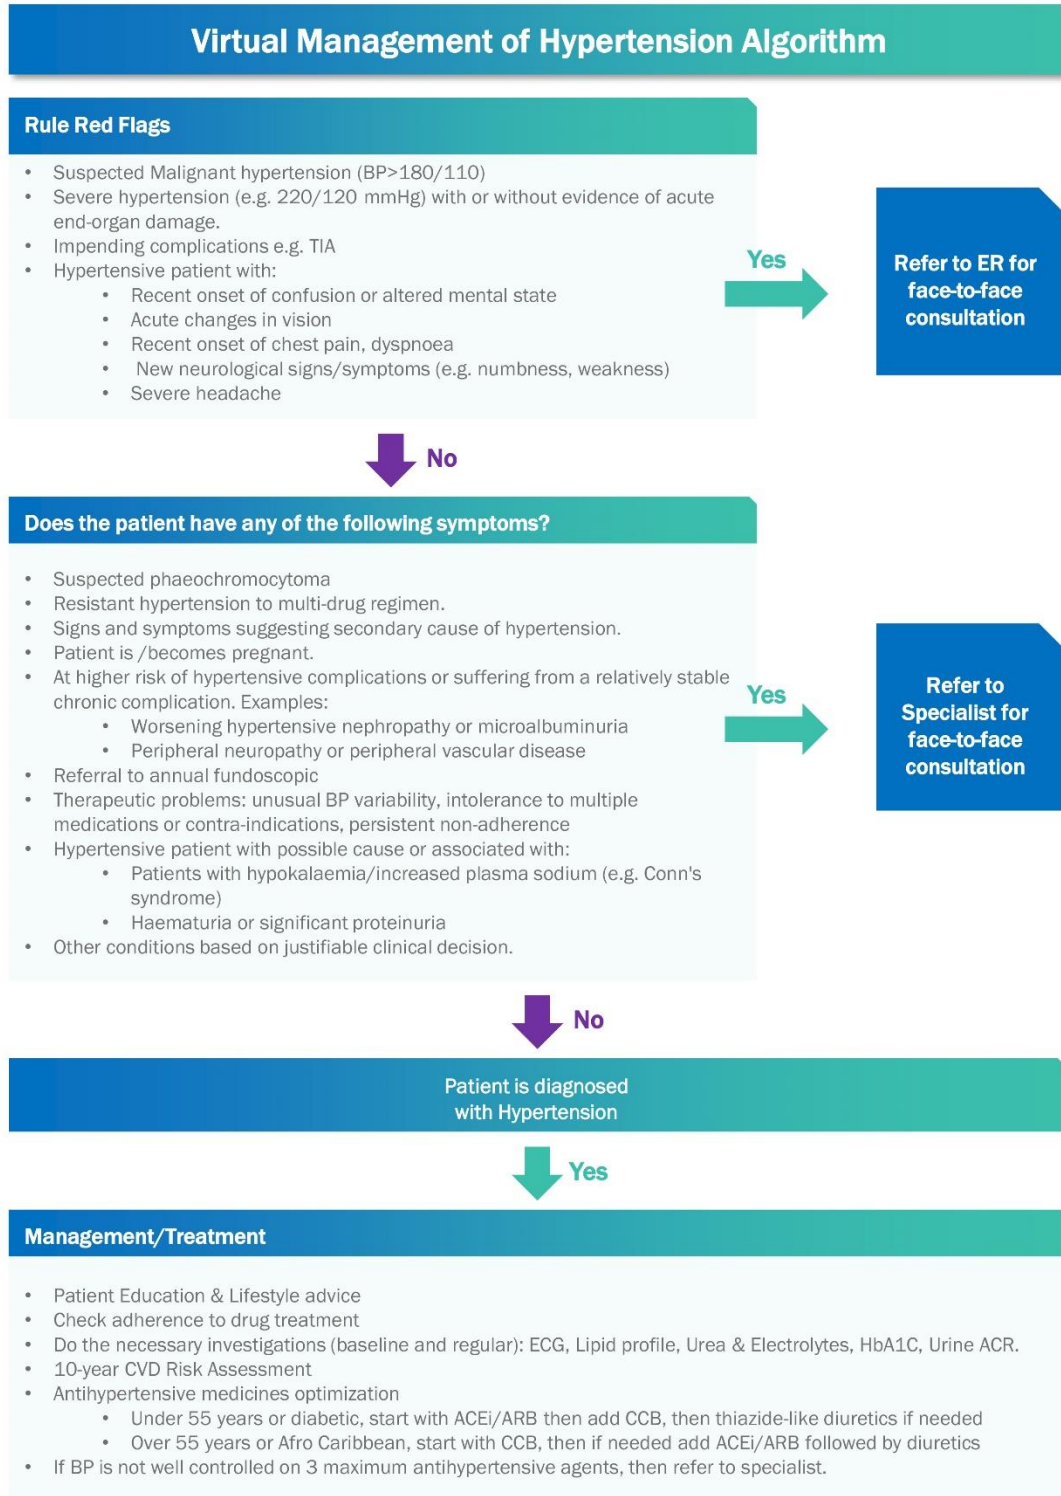 Virtual Management of Hypertension Algorithm
Rule Red Flags
• Suspected Malignant hypertension (BP>180/110)
• Severe hypertension (e.g. 220/120 mmHg) with or without evidence of acute
end-organ damage.
• Impending complications e.g. TIA
• Hypertensive patient with:
• Recent onset of confusion or altered mental state
• Acute changes in vision
• Recent onset of chest pain, dyspnoea
• New neurological signs/symptoms (e.g. numbness, weakness)
• Severe headache
Yes
Refer to ER for
face-to-face
consultation
No
Does the patient have any of the following symptoms?
• Suspected phaeochromocytoma
• Resistant hypertension to multi-drug regimen.
• Signs and symptoms suggesting secondary cause of hypertension.
• Patient is /becomes pregnant.
• At higher risk of hypertensive complications or suffering from a relatively stable
chronic complication. Examples:
• Worsening hypertensive nephropathy or microalbuminuria
• Peripheral neuropathy or peripheral vascular disease
• Referral to annual fundoscopic
• Therapeutic problems: unusual BP variability, intolerance to multiple
medications or contra-indications, persistent non-adherence
• Hypertensive patient with possible cause or associated with:
• Patients with hypokalaemia/increased plasma sodium (e.g. Conn's
syndrome)
• Haematuria or significant proteinuria
• Other conditions based on justifiable clinical decision.
Yes
Refer to
Specialist for
face-to-face
consultation
No
Patient is diagnosed
with Hypertension
Yes
Management/Treatment
• Patient Education & Lifestyle advice
• Check adherence to drug treatment
• Do the necessary investigations (baseline and regular): ECG, Lipid profile, Urea & Electrolytes, HbA1C, Urine ACR.
• 10-year CVD Risk Assessment
• Antihypertensive medicines optimization
• Under 55 years or diabetic, start with ACEi/ARB then add CCB, then thiazide-like diuretics if needed
• Over 55 years or Afro Caribbean, start with CCB, then if needed add ACEi/ARB followed by diuretics
• If BP is not well controlled on 3 maximum antihypertensive agents, then refer to specialist.